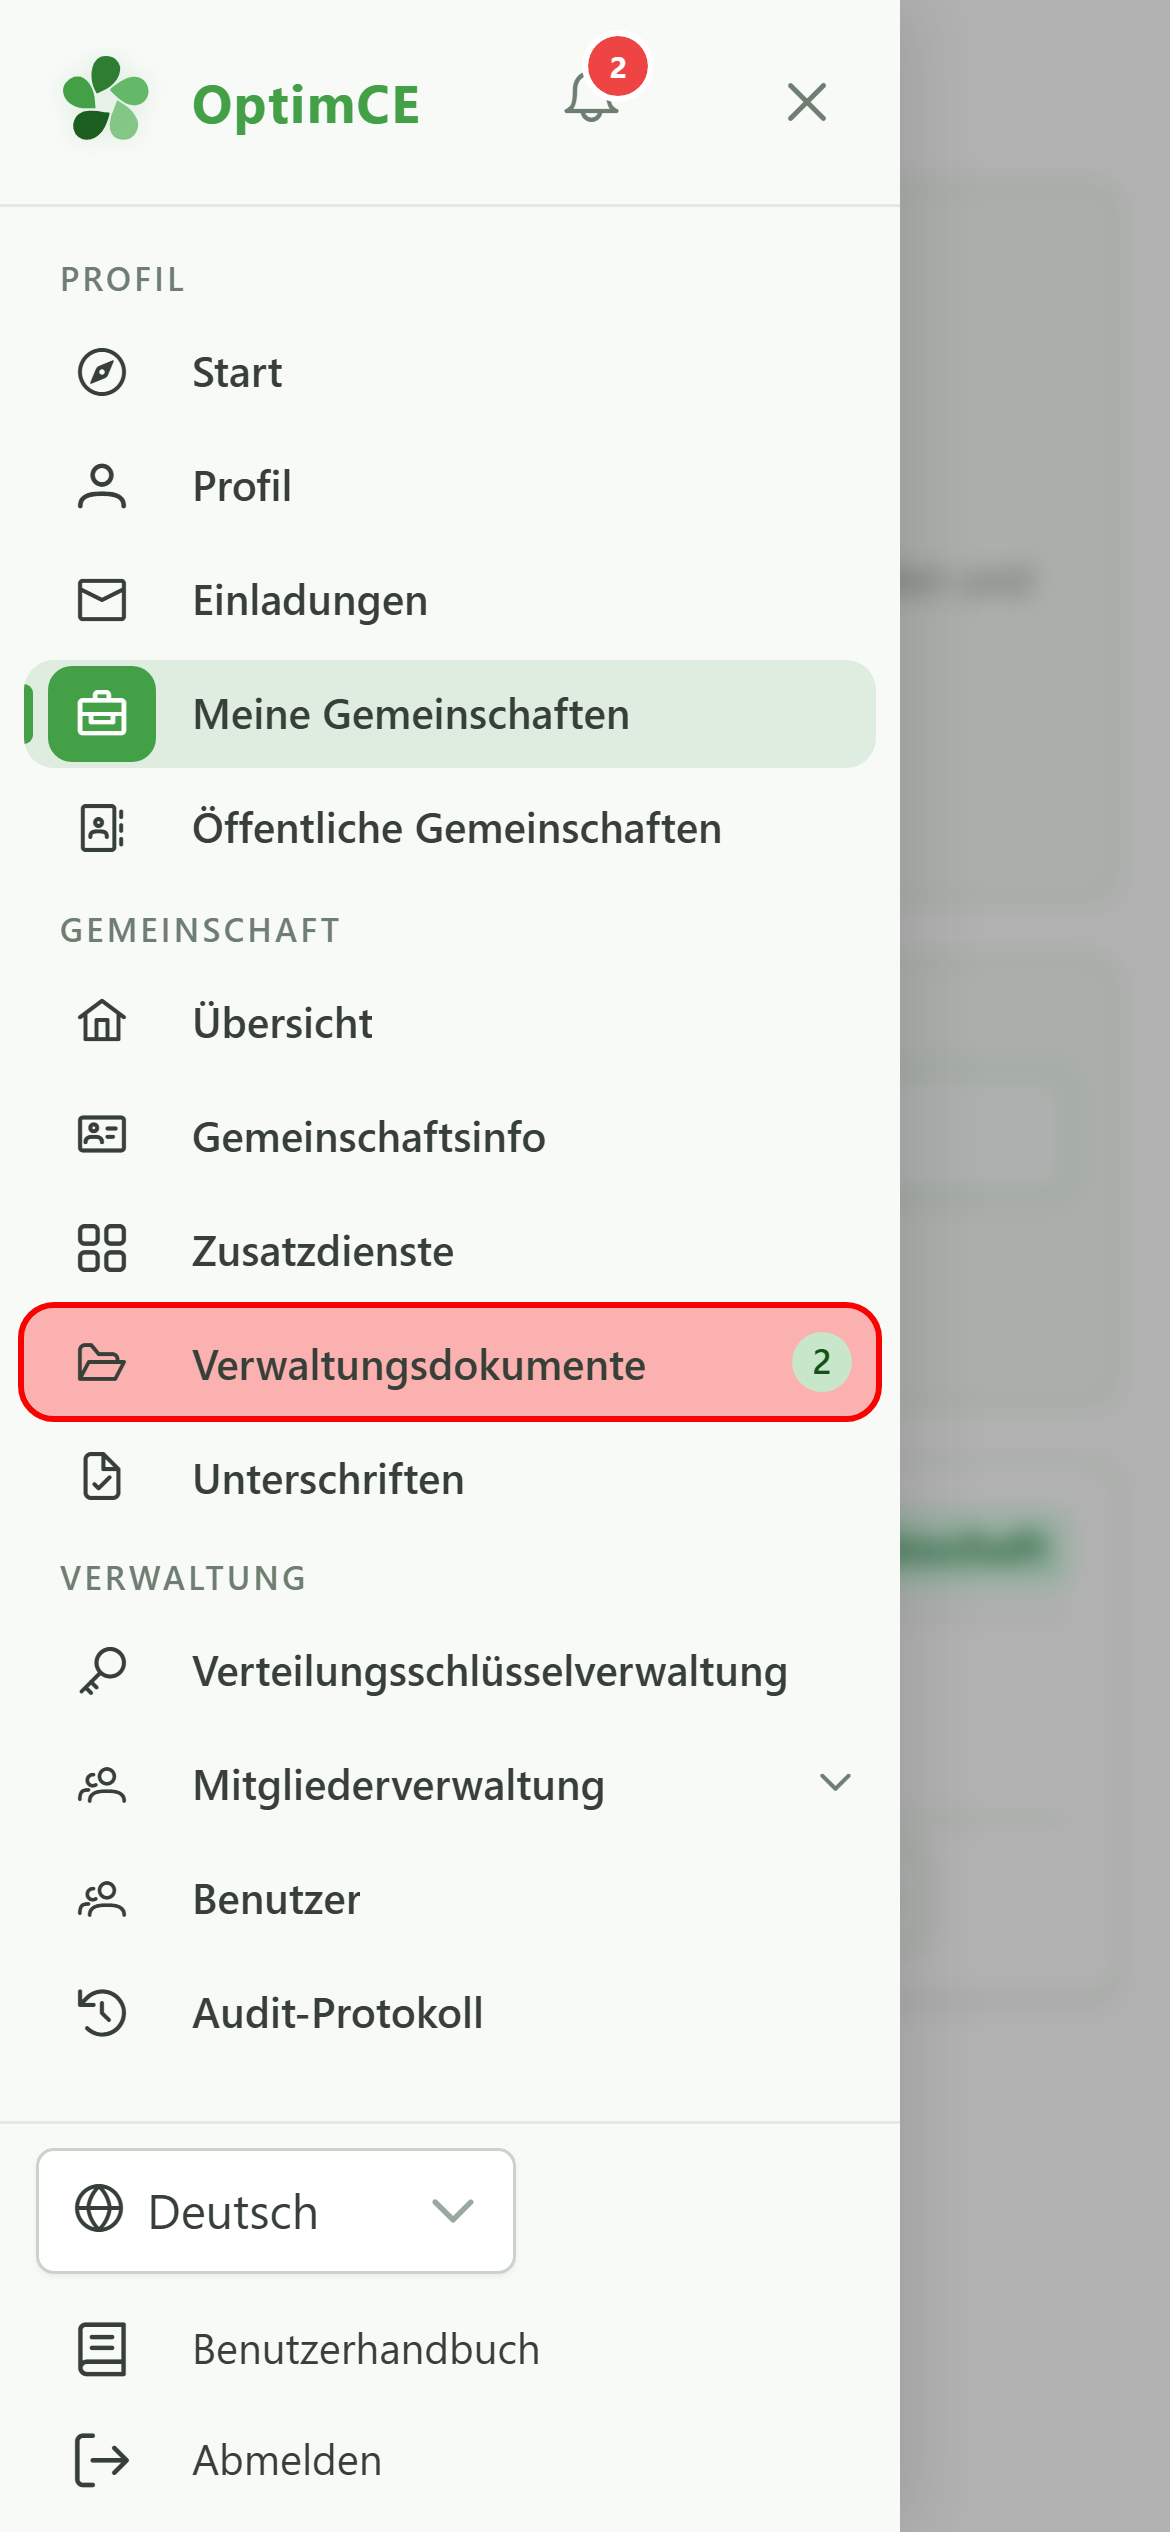 OptimCE
2
PROFIL
Start
Profil
Einladungen
Meine Gemeinschaften
Öffentliche Gemeinschaften
GEMEINSCHAFT
Übersicht
Gemeinschaftsinfo
Zusatzdienste
Verwaltungsdokumente 2
Unterschriften
VERWALTUNG
Verteilungsschlüsselverwaltung
Mitgliederverwaltung
Benutzer
Audit-Protokoll
Deutsch
Benutzerhandbuch
Abmelden